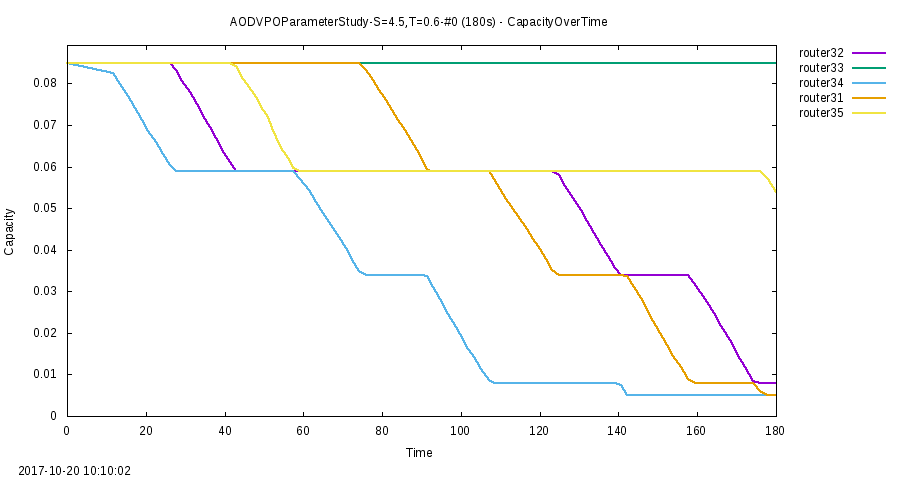 AODVPOParameterStudy-S=4.5,T=0.6-#0 (180s) - CapacityOverTime
router32
router33
router34
router31
router35
0.08
0.07
0.06
0.05
0.04
0.03
0.02
0.01
0
Capacity
0 20 40 60 80 100 120 140 160 180
Time
2017-10-20 10:10:02